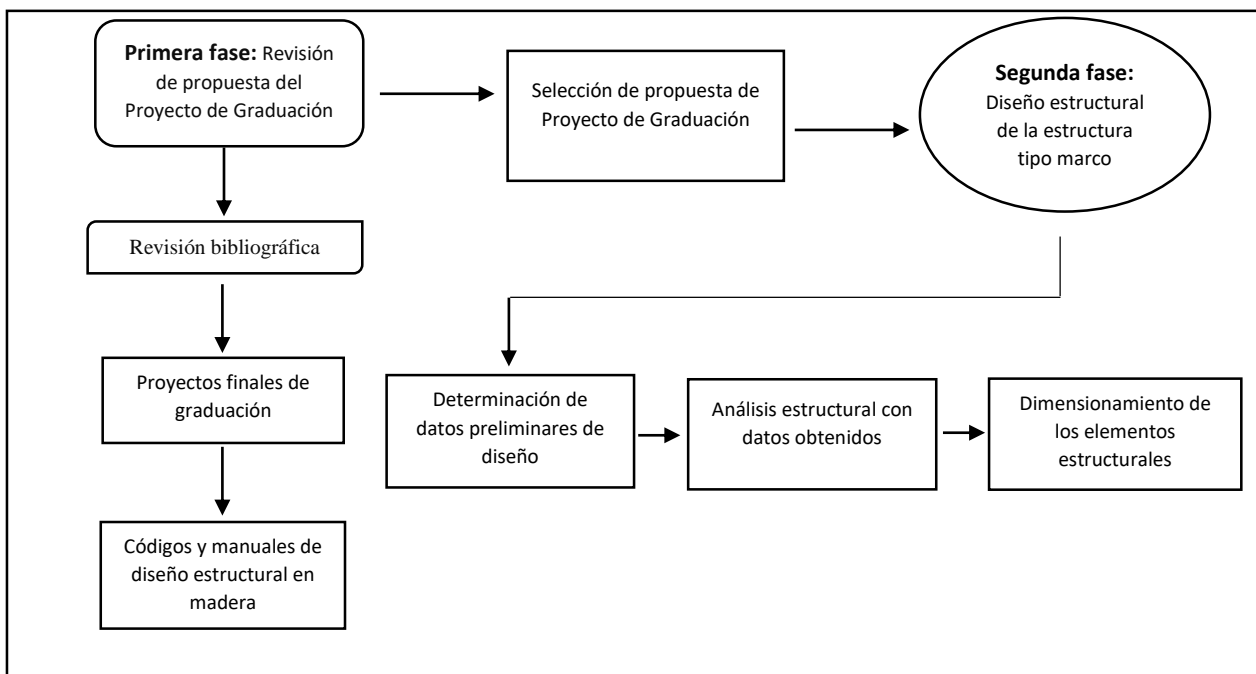 Primera fase: Revisión
de propuesta del
Proyecto de Graduación
Selección de propuesta de
Proyecto de Graduación
Segunda fase:
Diseño estructural
de la estructura
tipo marco
Revisión bibliográfica
Proyectos finales de
graduación
Códigos y manuales de
diseño estructural en
madera
Determinación de
datos preliminares de
diseño
Análisis estructural con
datos obtenidos
Dimensionamiento de
los elementos
estructurales